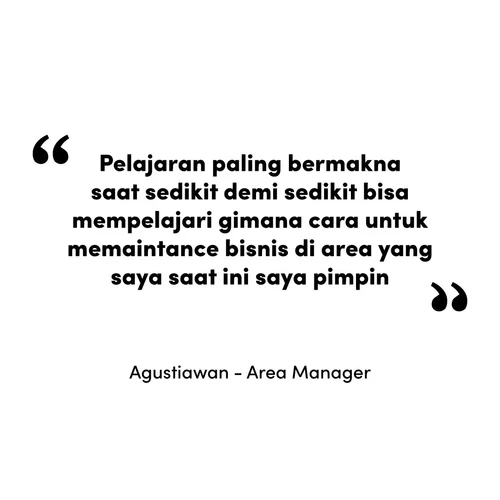 “Pelajaran paling bermakna
saat sedikit demi sedikit bisa
mempelajari gimana cara untuk
memaintance bisnis di area yang
saya saat ini saya pimpin”
Agustiawan - Area Manager